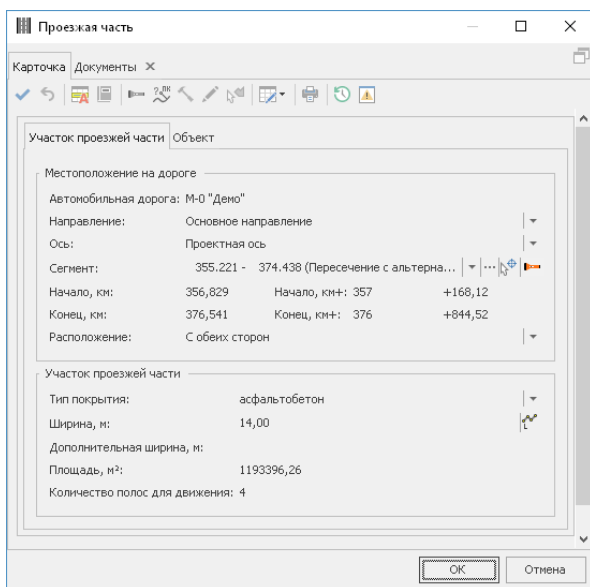 Проезжая часть
Карточка Документы
Участок проезжей части Объект
Местоположение на дороге
Автомобильная дорога: М-0 "Демо"
Направление: Основное направление
Ось: Проектная ось
Сегмент: 355.221 - 374.438 (Пересечение с альтерна...
Начало, км: 356,829 Начало, км+: 357 +168,12
Конец, км: 376,541 Конец, км+: 376 +844,52
Расположение: С обеих сторон
Участок проезжей части
Тип покрытия: асфальтобетон
Ширина, м: 14,00
Дополнительная ширина, м:
Площадь, м²: 1193396,26
Количество полос для движения: 4
OK Отмена